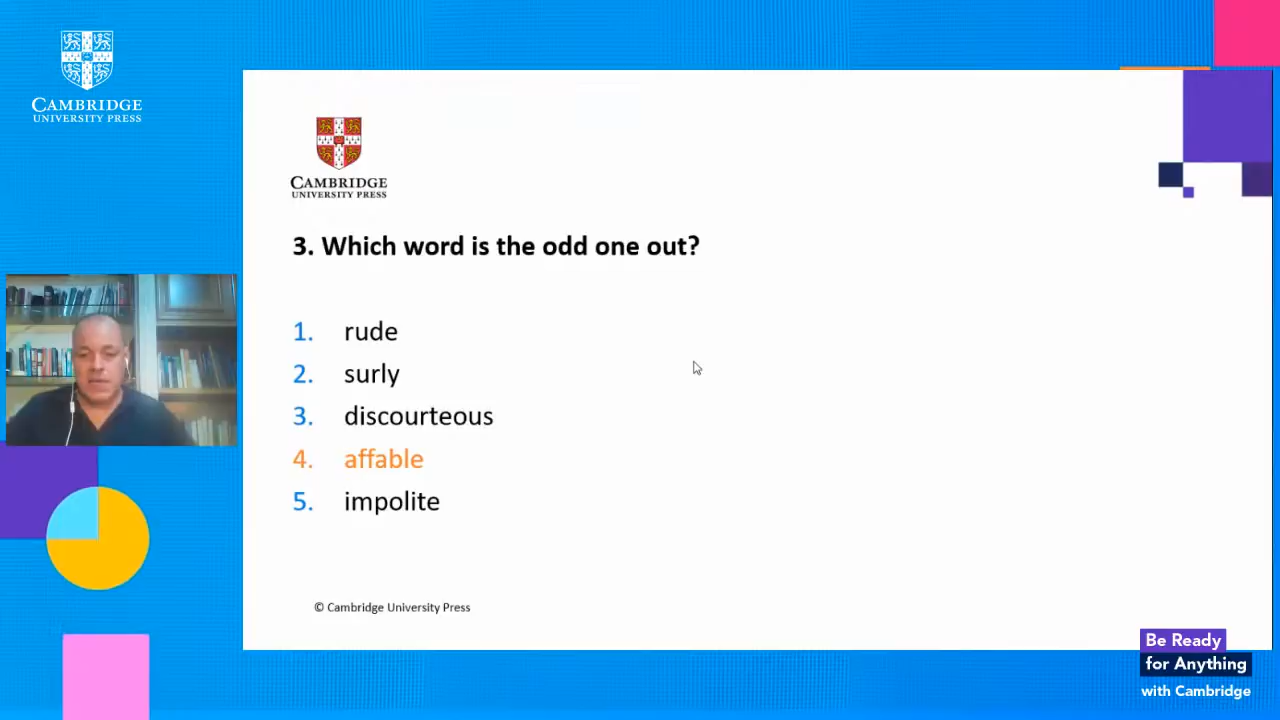 CAMBRIDGE
UNIVERSITY PRESS
CAMBRIDGE
UNIVERSITY PRESS
3. Which word is the odd one out?
1. rude
2. surly
3. discourteous
4. affable
5. impolite
© Cambridge University Press
Be Ready
for Anything
with Cambridge